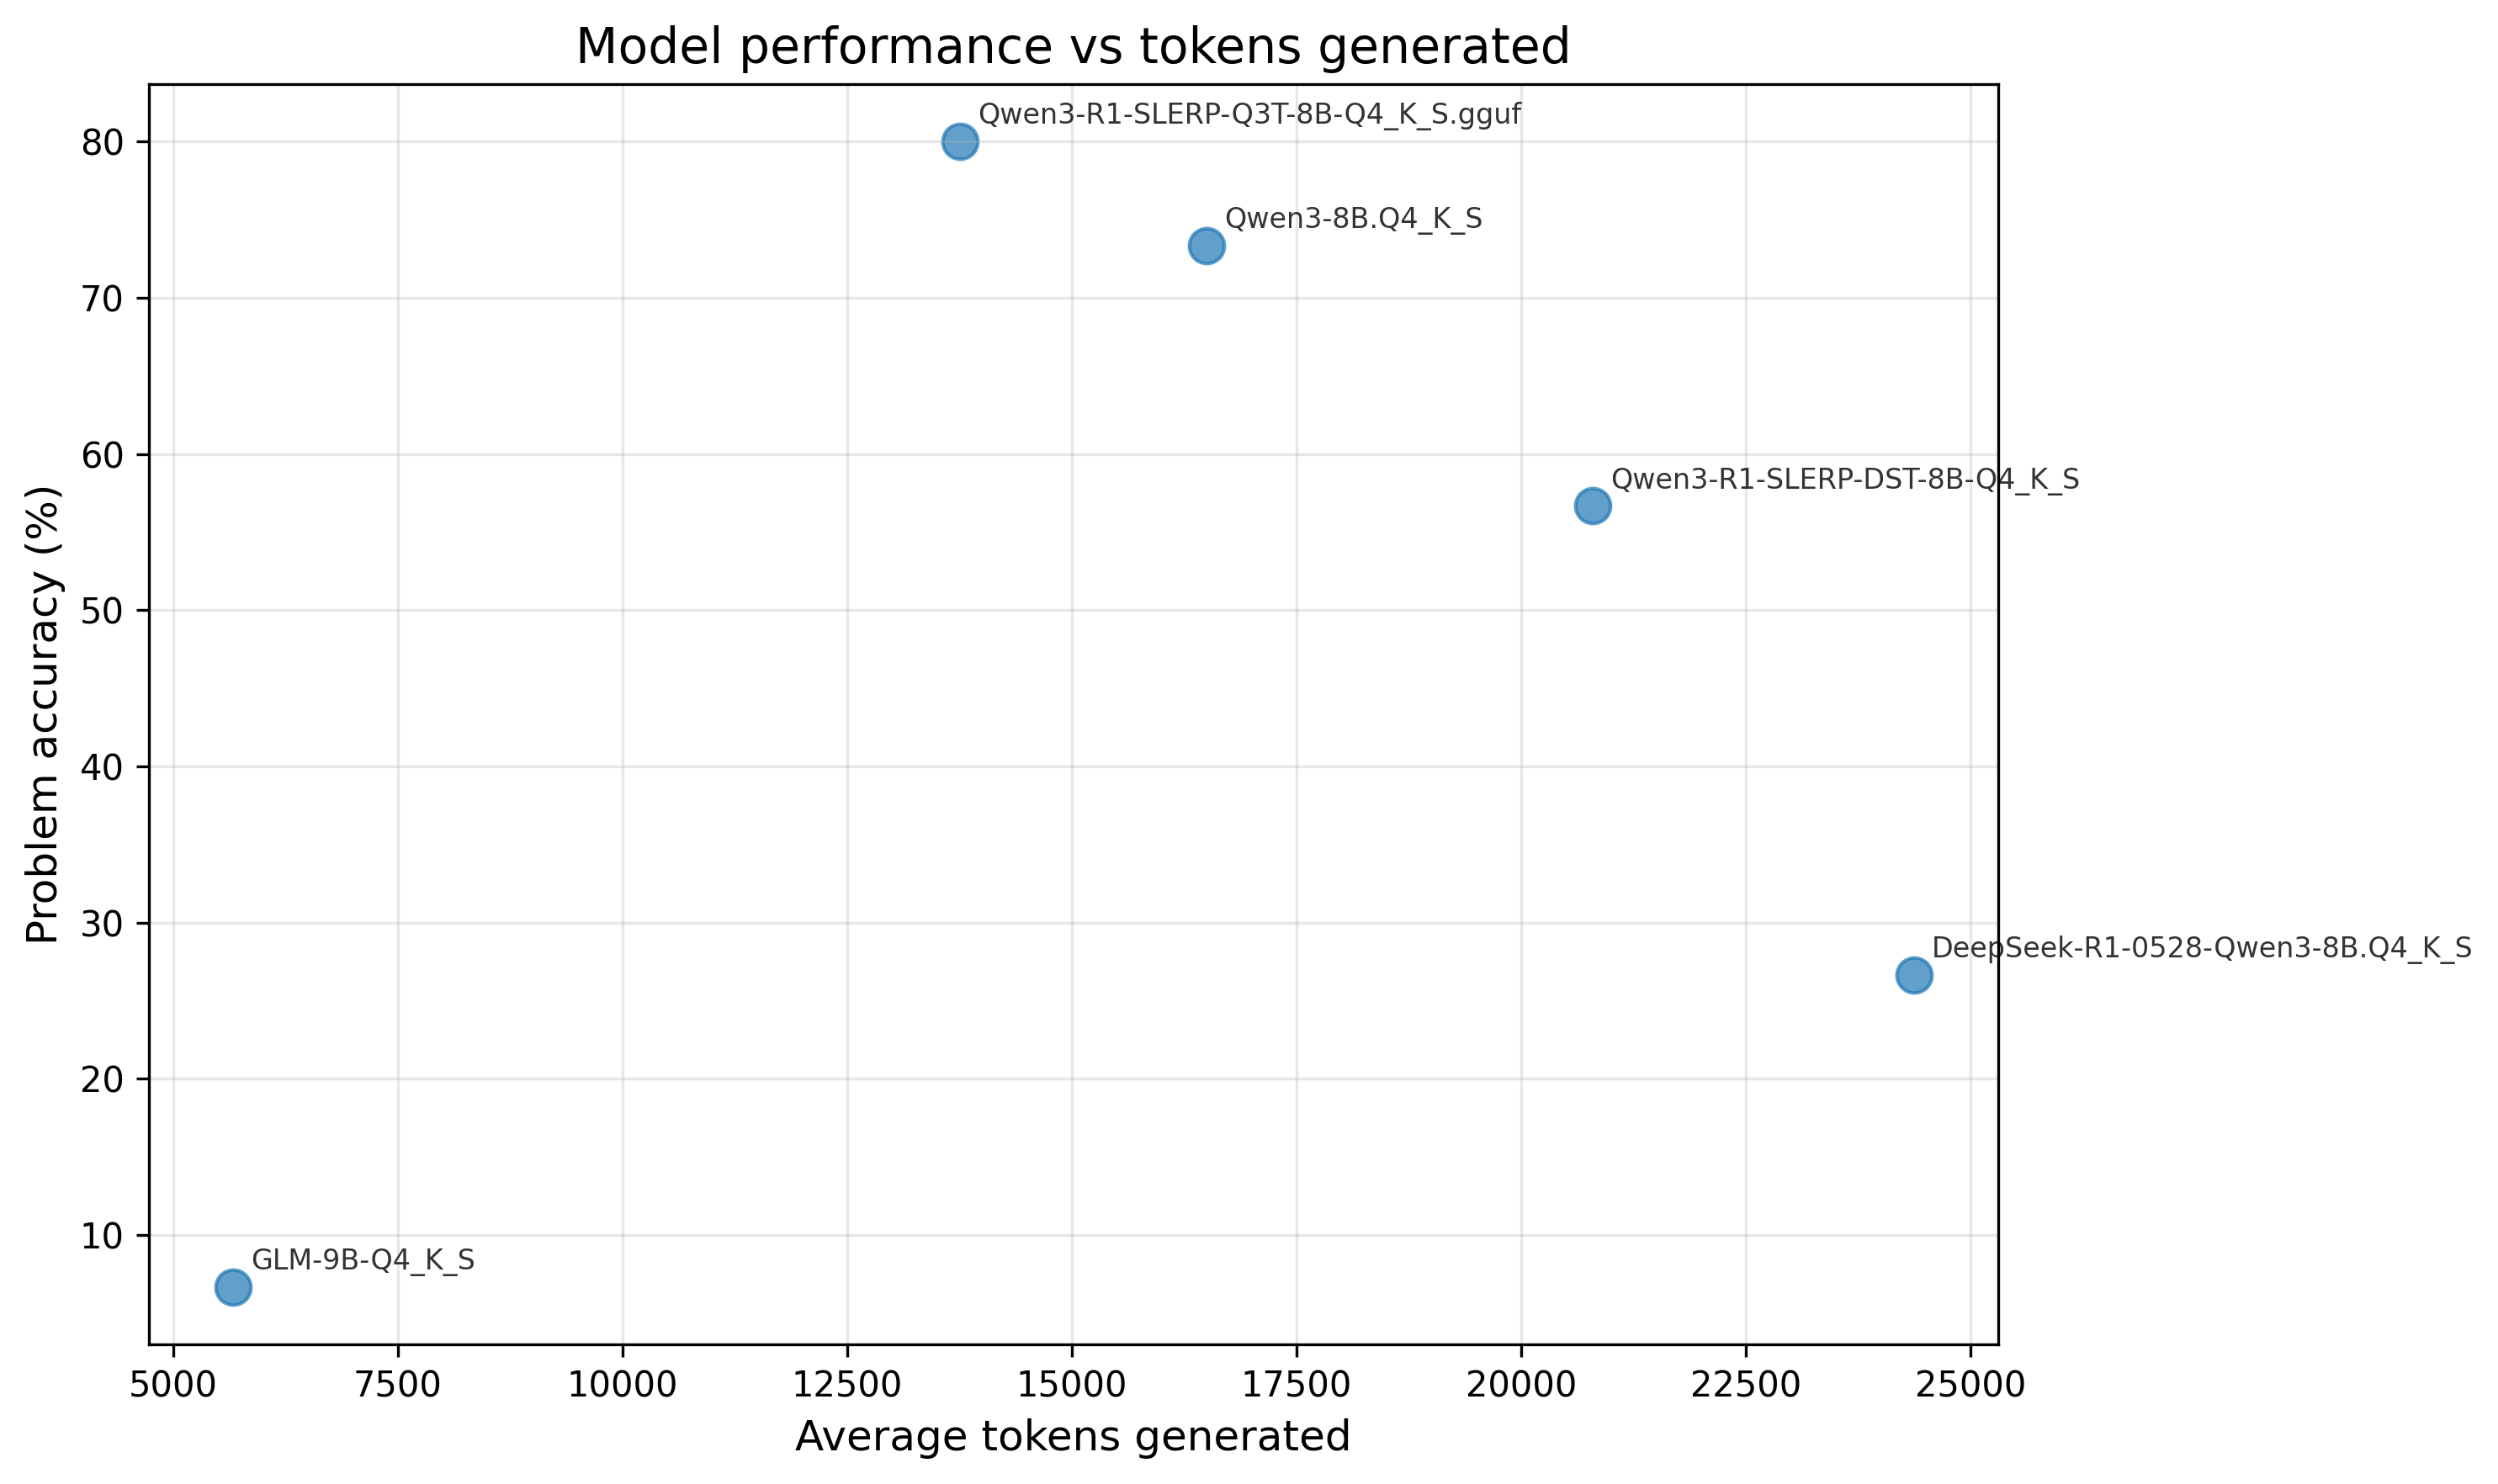 Model performance vs tokens generated
Qwen3-R1-SLERP-Q3T-8B-Q4_K_S.gguf
80
Qwen3-8B.Q4_K_S
70
60
Qwen3-R1-SLERP-DST-8B-Q4_K_S
50
Problem accuracy (%)
40
30
DeepSeek-R1-0528-Qwen3-8B.Q4_K_S
20
10
GLM-9B-Q4_K_S
5000 7500 10000 12500 15000 17500 20000 22500 25000
Average tokens generated